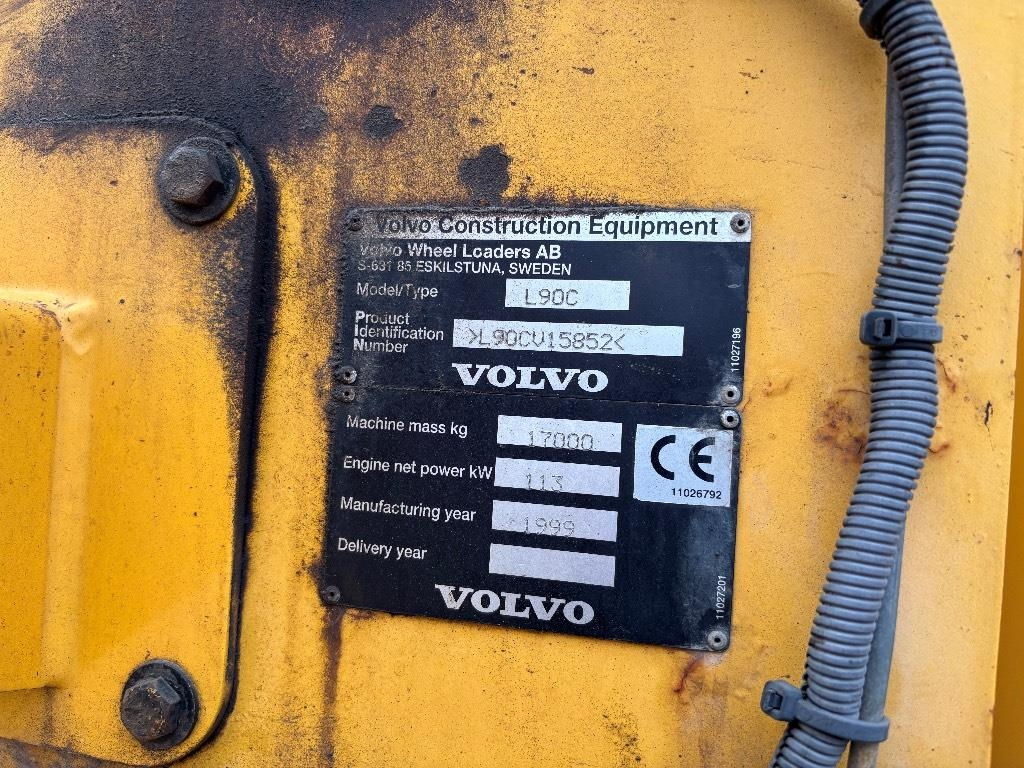 Volvo Construction Equipment
Volvo Wheel Loaders AB
S-631 85 ESKILSTUNA, SWEDEN
Model/Type L90C
Product
Identification
Number
>L90CV15852<
11027196
VOLVO
Machine mass kg 17000
Engine net power kW 113
CE
11026792
Manufacturing year 1999
Delivery year
11027201
VOLVO